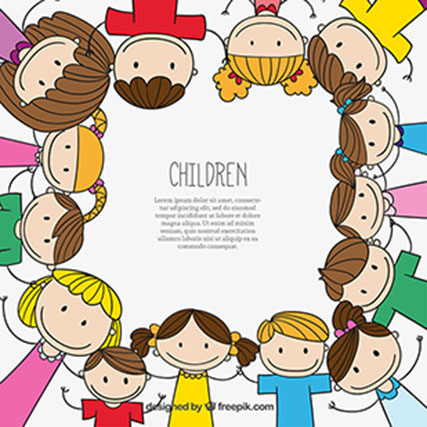 CHILDREN
Lorem ipsum dolor sit amet, consecte-
tur adipisicing elit, sed do eiusmod
tempor incididunt ut labore et dolore
magna aliqua. Ut enim ad minim
veniam, quis nostrud exercitation
ullamco laboris nisi ut aliquip ex ea
commodo
consequat.
designed by freepik.com